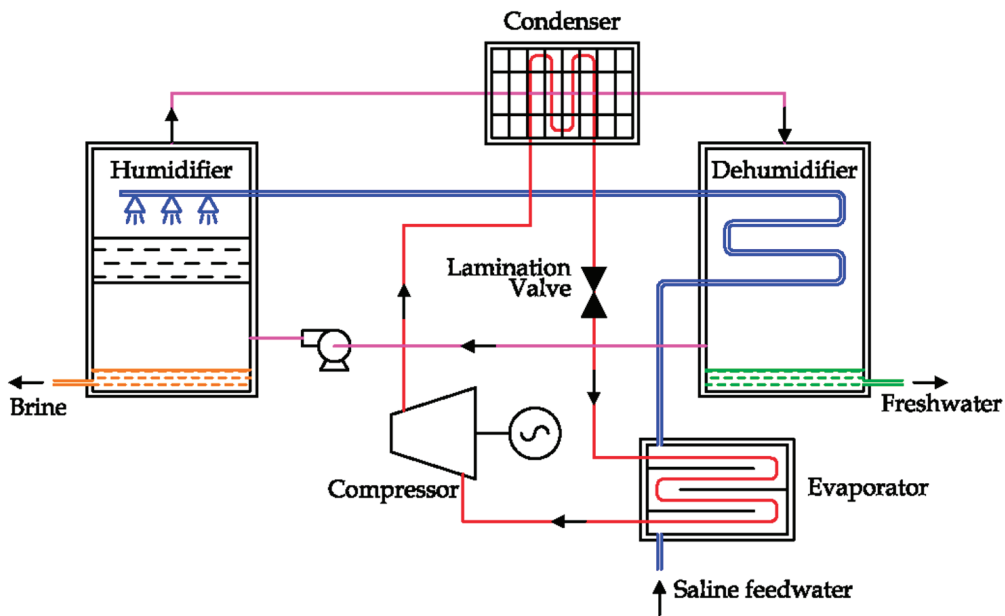 Condenser
Humidifier
Dehumidifier
Lamination
Valve
Brine
Freshwater
Compressor
Evaporator
Saline feedwater